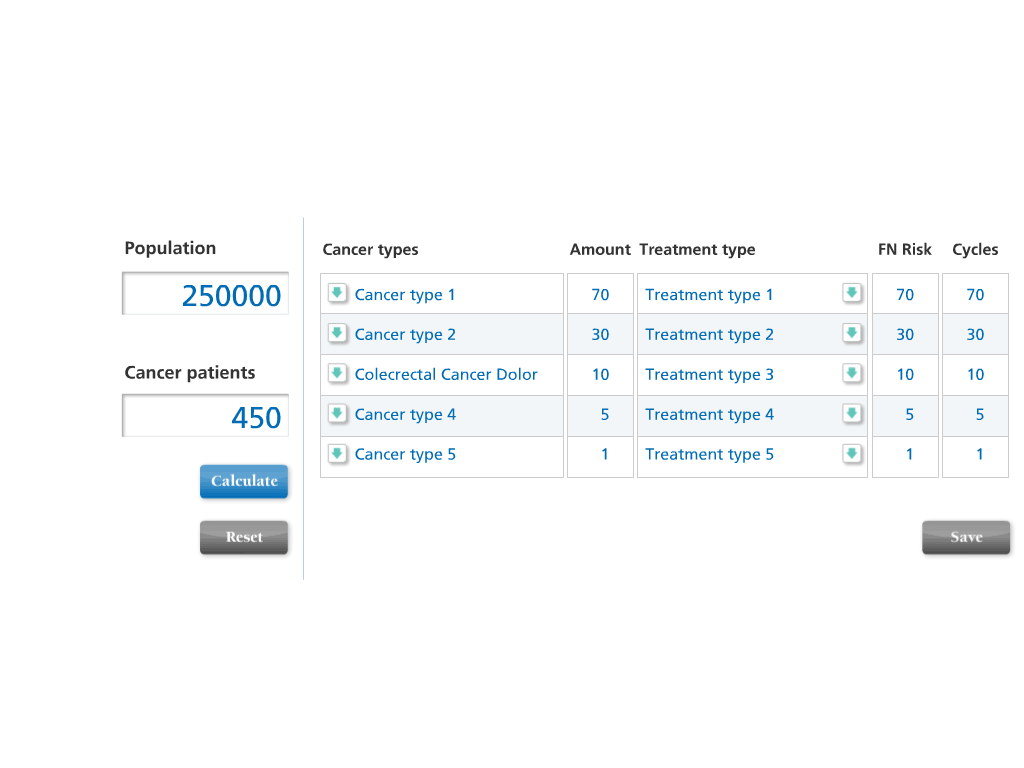 Population
250000
Cancer patients
450
Calculate
Reset
Cancer types Amount Treatment type FN Risk Cycles
Cancer type 1 70 Treatment type 1 70 70
Cancer type 2 30 Treatment type 2 30 30
Colecrectal Cancer Dolor 10 Treatment type 3 10 10
Cancer type 4 5 Treatment type 4 5 5
Cancer type 5 1 Treatment type 5 1 1
Save